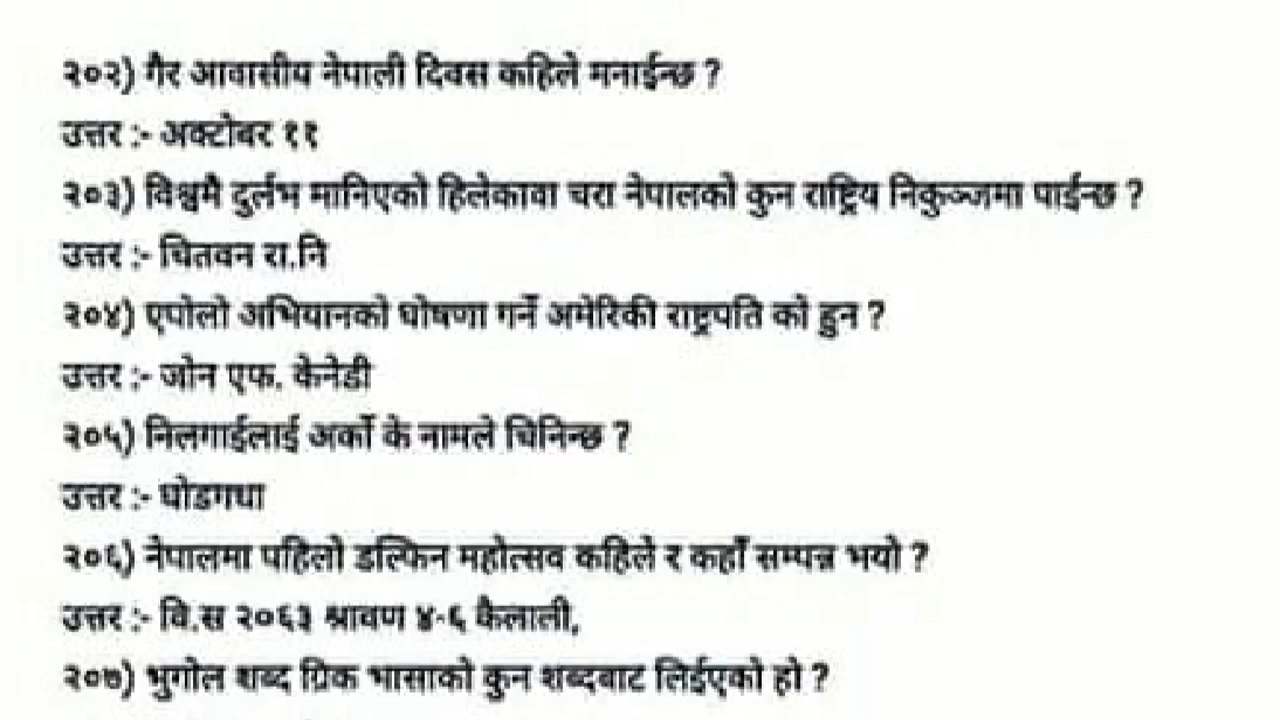 २०२) गैर आवासीय नेपाली दिवस कहिले मनाईन्छ ?
उत्तर :- अक्टोबर ११
२०३) विश्वमै दुर्लभ मानिएको हिलेकावा चरा नेपालको कुन राष्ट्रिय निकुञ्जमा पाईन्छ ?
उत्तर :- चितवन रा.नि
२०४) एपोलो अभियानको घोषणा गर्ने अमेरिकी राष्ट्रपति को हुन ?
उत्तर :- जोन एफ. केनेडी
२०५) निलगाईलाई अर्को के नामले चिनिन्छ ?
उत्तर :- घोडगधा
२०६) नेपालमा पहिलो डल्फिन महोत्सव कहिले र कहाँ सम्पन्न भयो ?
उत्तर :- वि.स २०६३ श्रावण ४-६ कैलाली,
२०७) भुगोल शब्द ग्रिक भासाको कुन शब्दबाट लिईएको हो ?